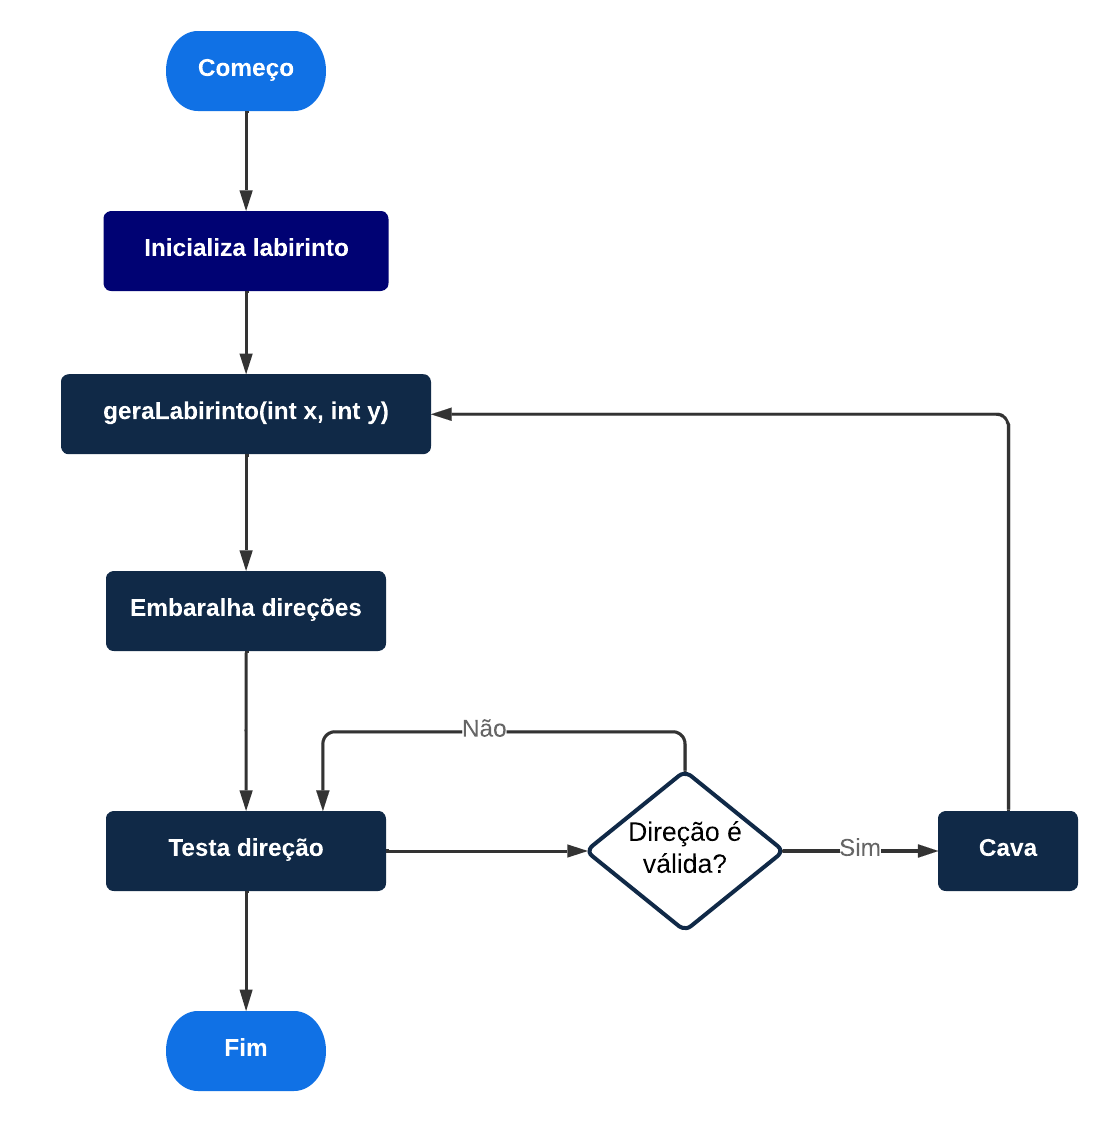 Começo
Inicializa labirinto
geraLabirinto(int x, int y)
Embaralha direções
Não
Testa direção
Direção é
válida?
Sim
Cava
Fim